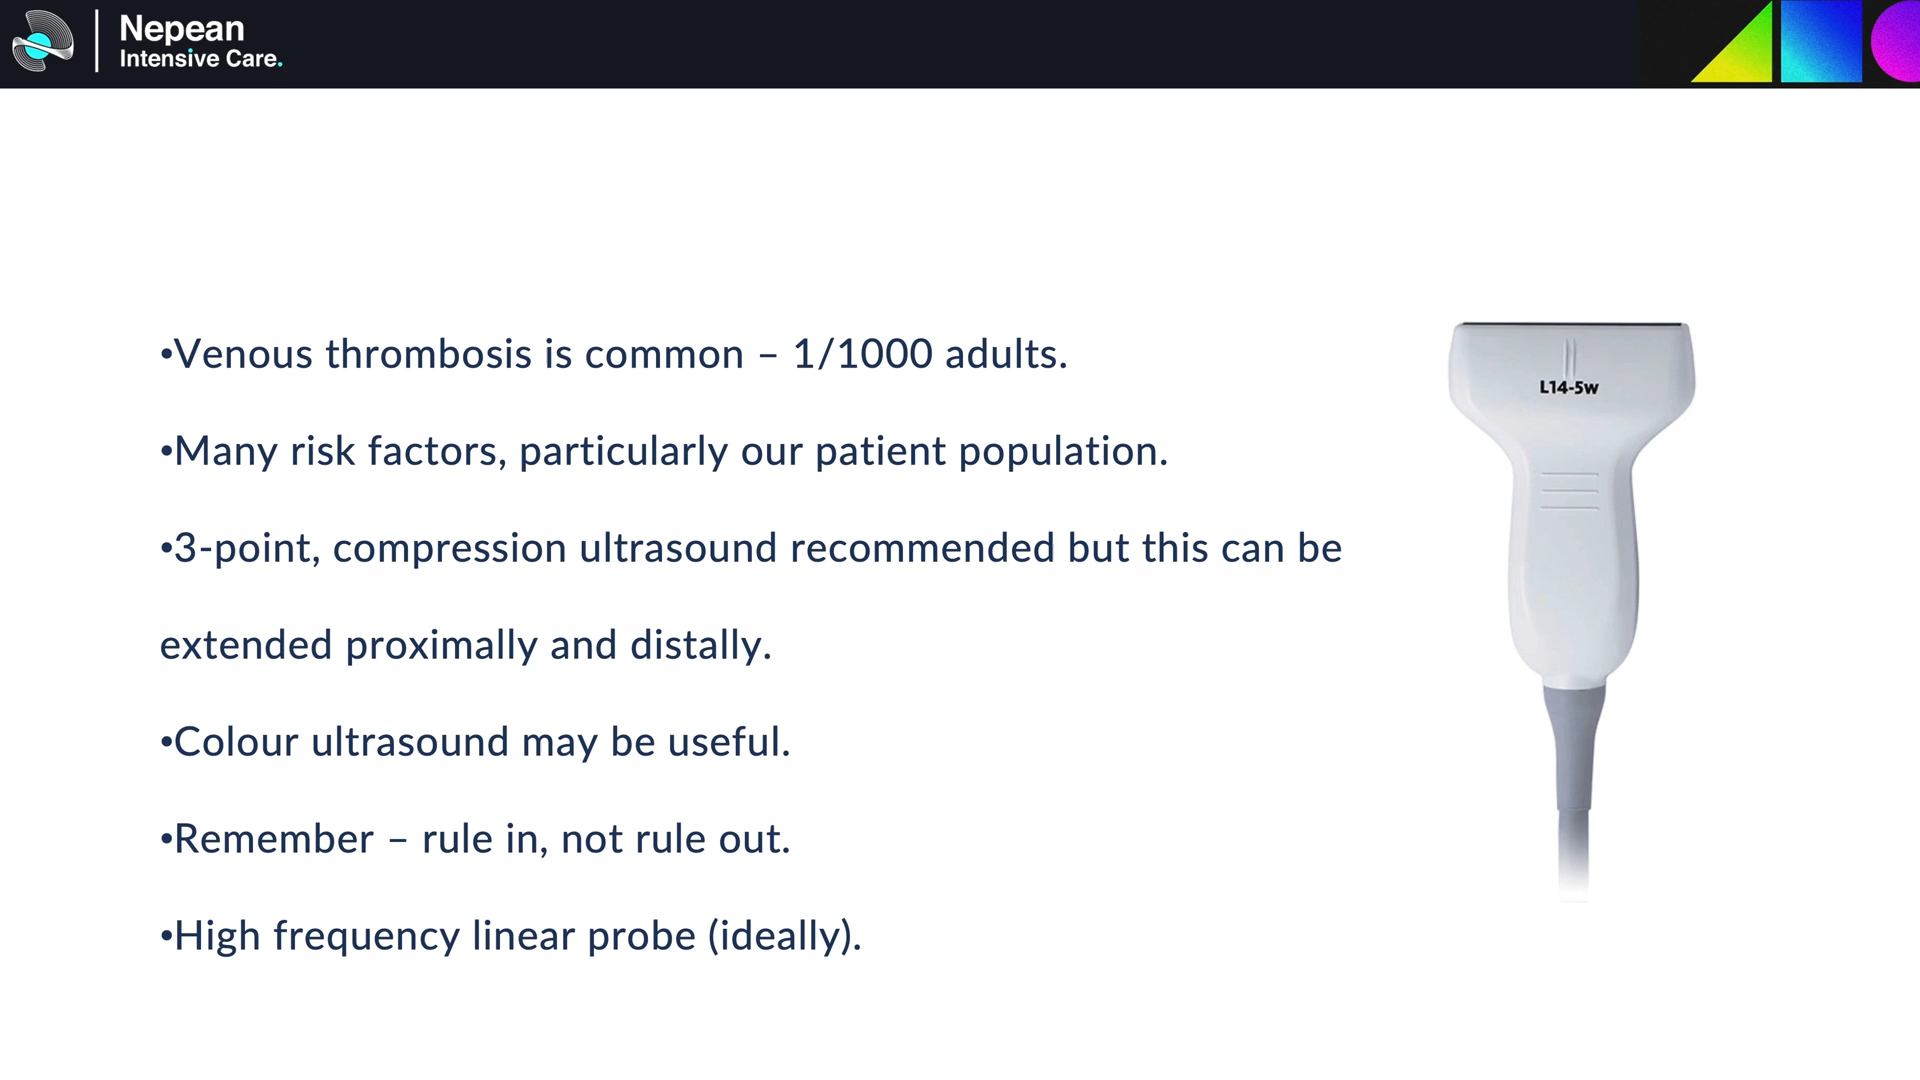 Nepean
Intensive Care.
•Venous thrombosis is common – 1/1000 adults.
•Many risk factors, particularly our patient population.
•3-point, compression ultrasound recommended but this can be
extended proximally and distally.
•Colour ultrasound may be useful.
•Remember – rule in, not rule out.
•High frequency linear probe (ideally).
L14-5w